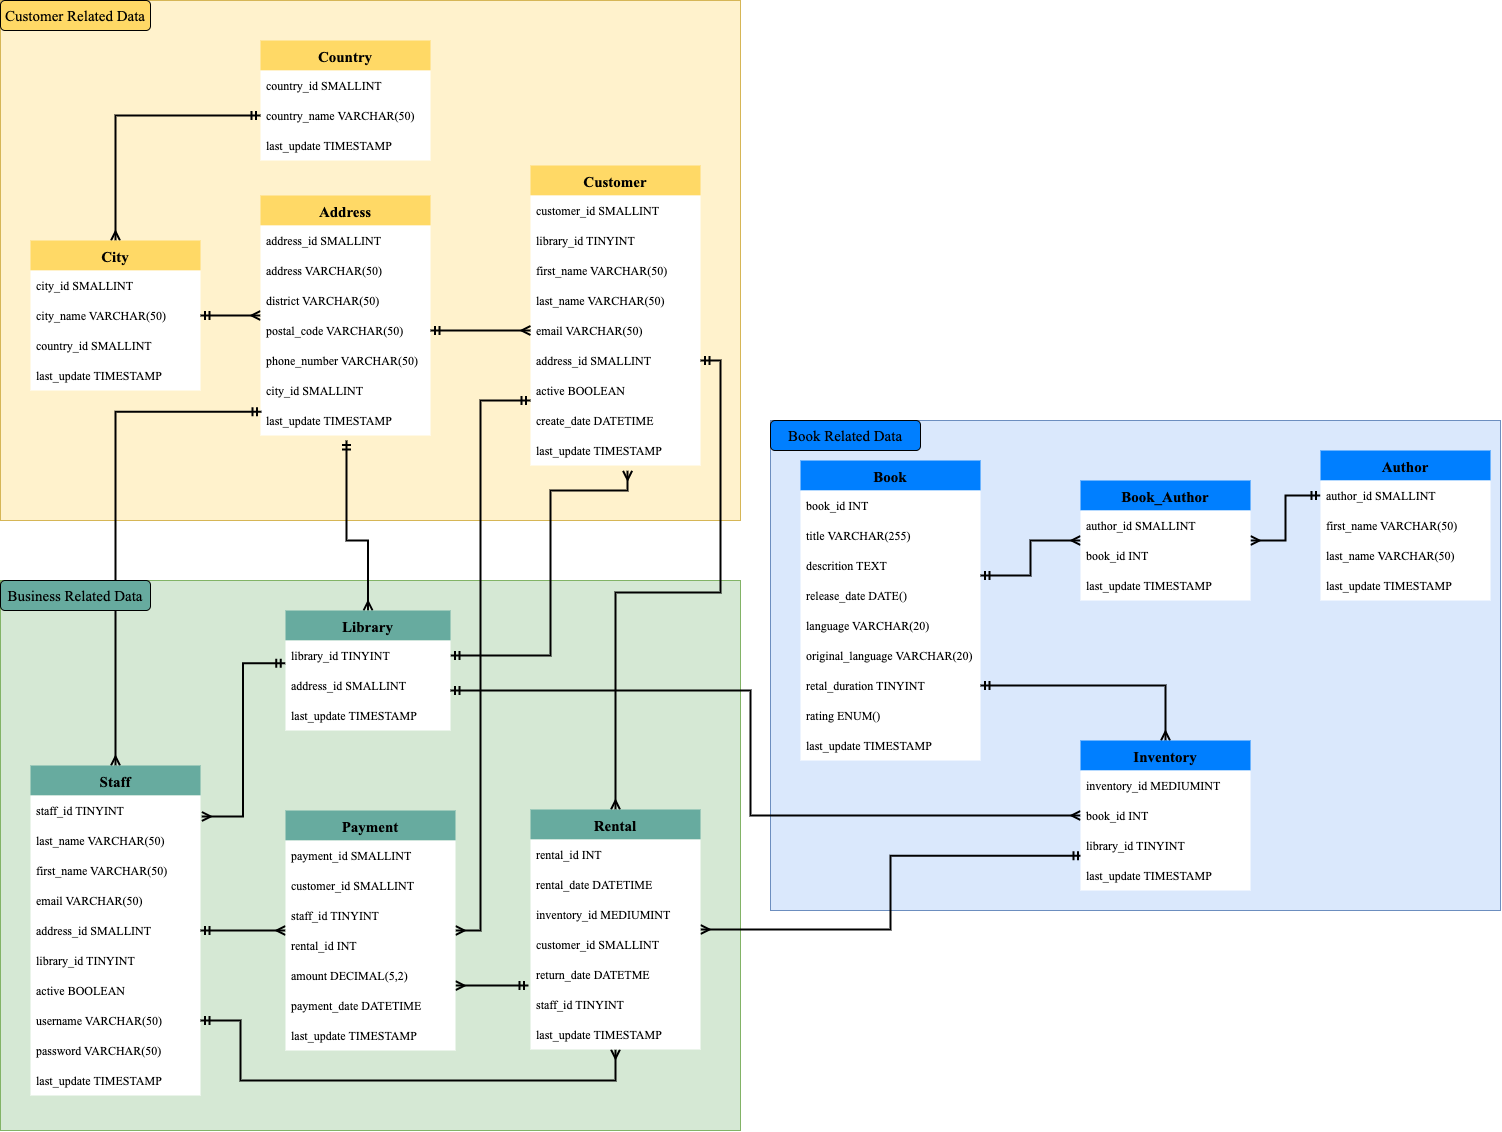 Customer Related Data
Country
country_id SMALLINT
country_name VARCHAR(50)
last_update TIMESTAMP
City
city_id SMALLINT
city_name VARCHAR(50)
country_id SMALLINT
last_update TIMESTAMP
Address
address_id SMALLINT
address VARCHAR(50)
district VARCHAR(50)
postal_code VARCHAR(50)
phone_number VARCHAR(50)
city_id SMALLINT
last_update TIMESTAMP
Customer
customer_id SMALLINT
library_id TINYINT
first_name VARCHAR(50)
last_name VARCHAR(50)
email VARCHAR(50)
address_id SMALLINT
active BOOLEAN
create_date DATETIME
last_update TIMESTAMP
Book Related Data
Book
book_id INT
title VARCHAR(255)
descrition TEXT
release_date DATE()
language VARCHAR(20)
original_language VARCHAR(20)
retal_duration TINYINT
rating ENUM()
last_update TIMESTAMP
Book_Author
author_id SMALLINT
book_id INT
last_update TIMESTAMP
Author
author_id SMALLINT
first_name VARCHAR(50)
last_name VARCHAR(50)
last_update TIMESTAMP
Inventory
inventory_id MEDIUMINT
book_id INT
library_id TINYINT
last_update TIMESTAMP
Business Related Data
Library
library_id TINYINT
address_id SMALLINT
last_update TIMESTAMP
Staff
staff_id TINYINT
last_name VARCHAR(50)
first_name VARCHAR(50)
email VARCHAR(50)
address_id SMALLINT
library_id TINYINT
active BOOLEAN
username VARCHAR(50)
password VARCHAR(50)
last_update TIMESTAMP
Payment
payment_id SMALLINT
customer_id SMALLINT
staff_id TINYINT
rental_id INT
amount DECIMAL(5,2)
payment_date DATETIME
last_update TIMESTAMP
Rental
rental_id INT
rental_date DATETIME
inventory_id MEDIUMINT
customer_id SMALLINT
return_date DATETME
staff_id TINYINT
last_update TIMESTAMP